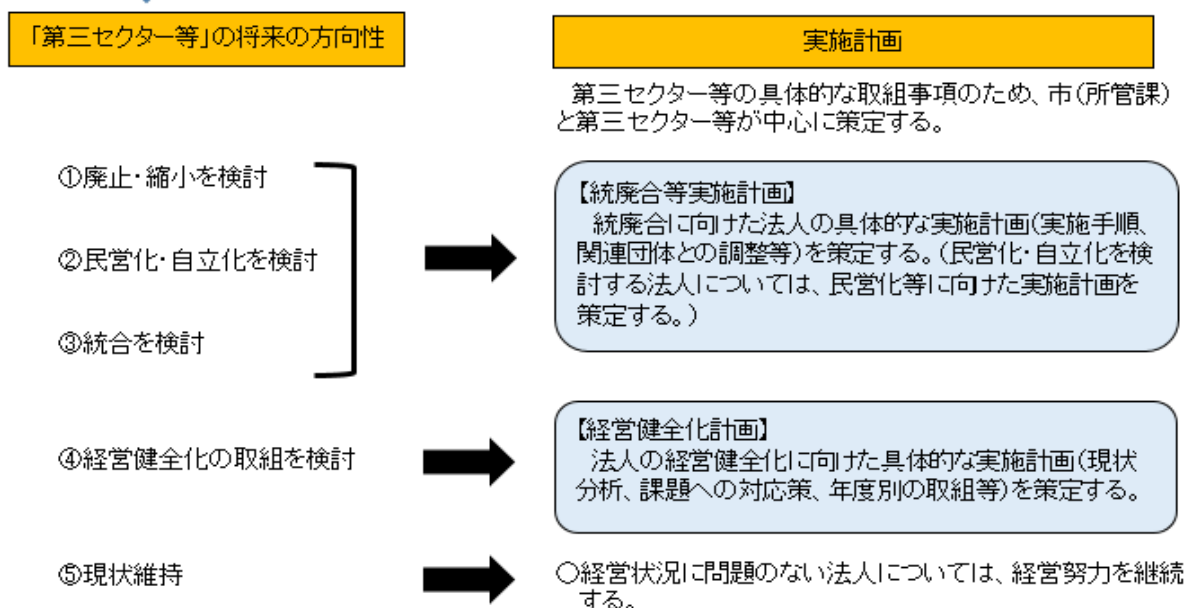 「第三セクター等」の将来の方向性
実施計画
第三セクター等の具体的な取組事項のため、市(所管課)
と第三セクター等が中心に策定する。
①廃止・縮小を検討
②民営化・自立化を検討
③統合を検討
【統廃合等実施計画】
統廃合に向けた法人の具体的な実施計画(実施手順、
関連団体との調整等)を策定する。(民営化・自立化を検
討する法人については、民営化等に向けた実施計画を
策定する。)
④経営健全化の取組を検討
【経営健全化計画】
法人の経営健全化に向けた具体的な実施計画(現状
分析、課題への対応策、年度別の取組等)を策定する。
⑤現状維持
○経営状況に問題のない法人については、経営努力を継続
する。